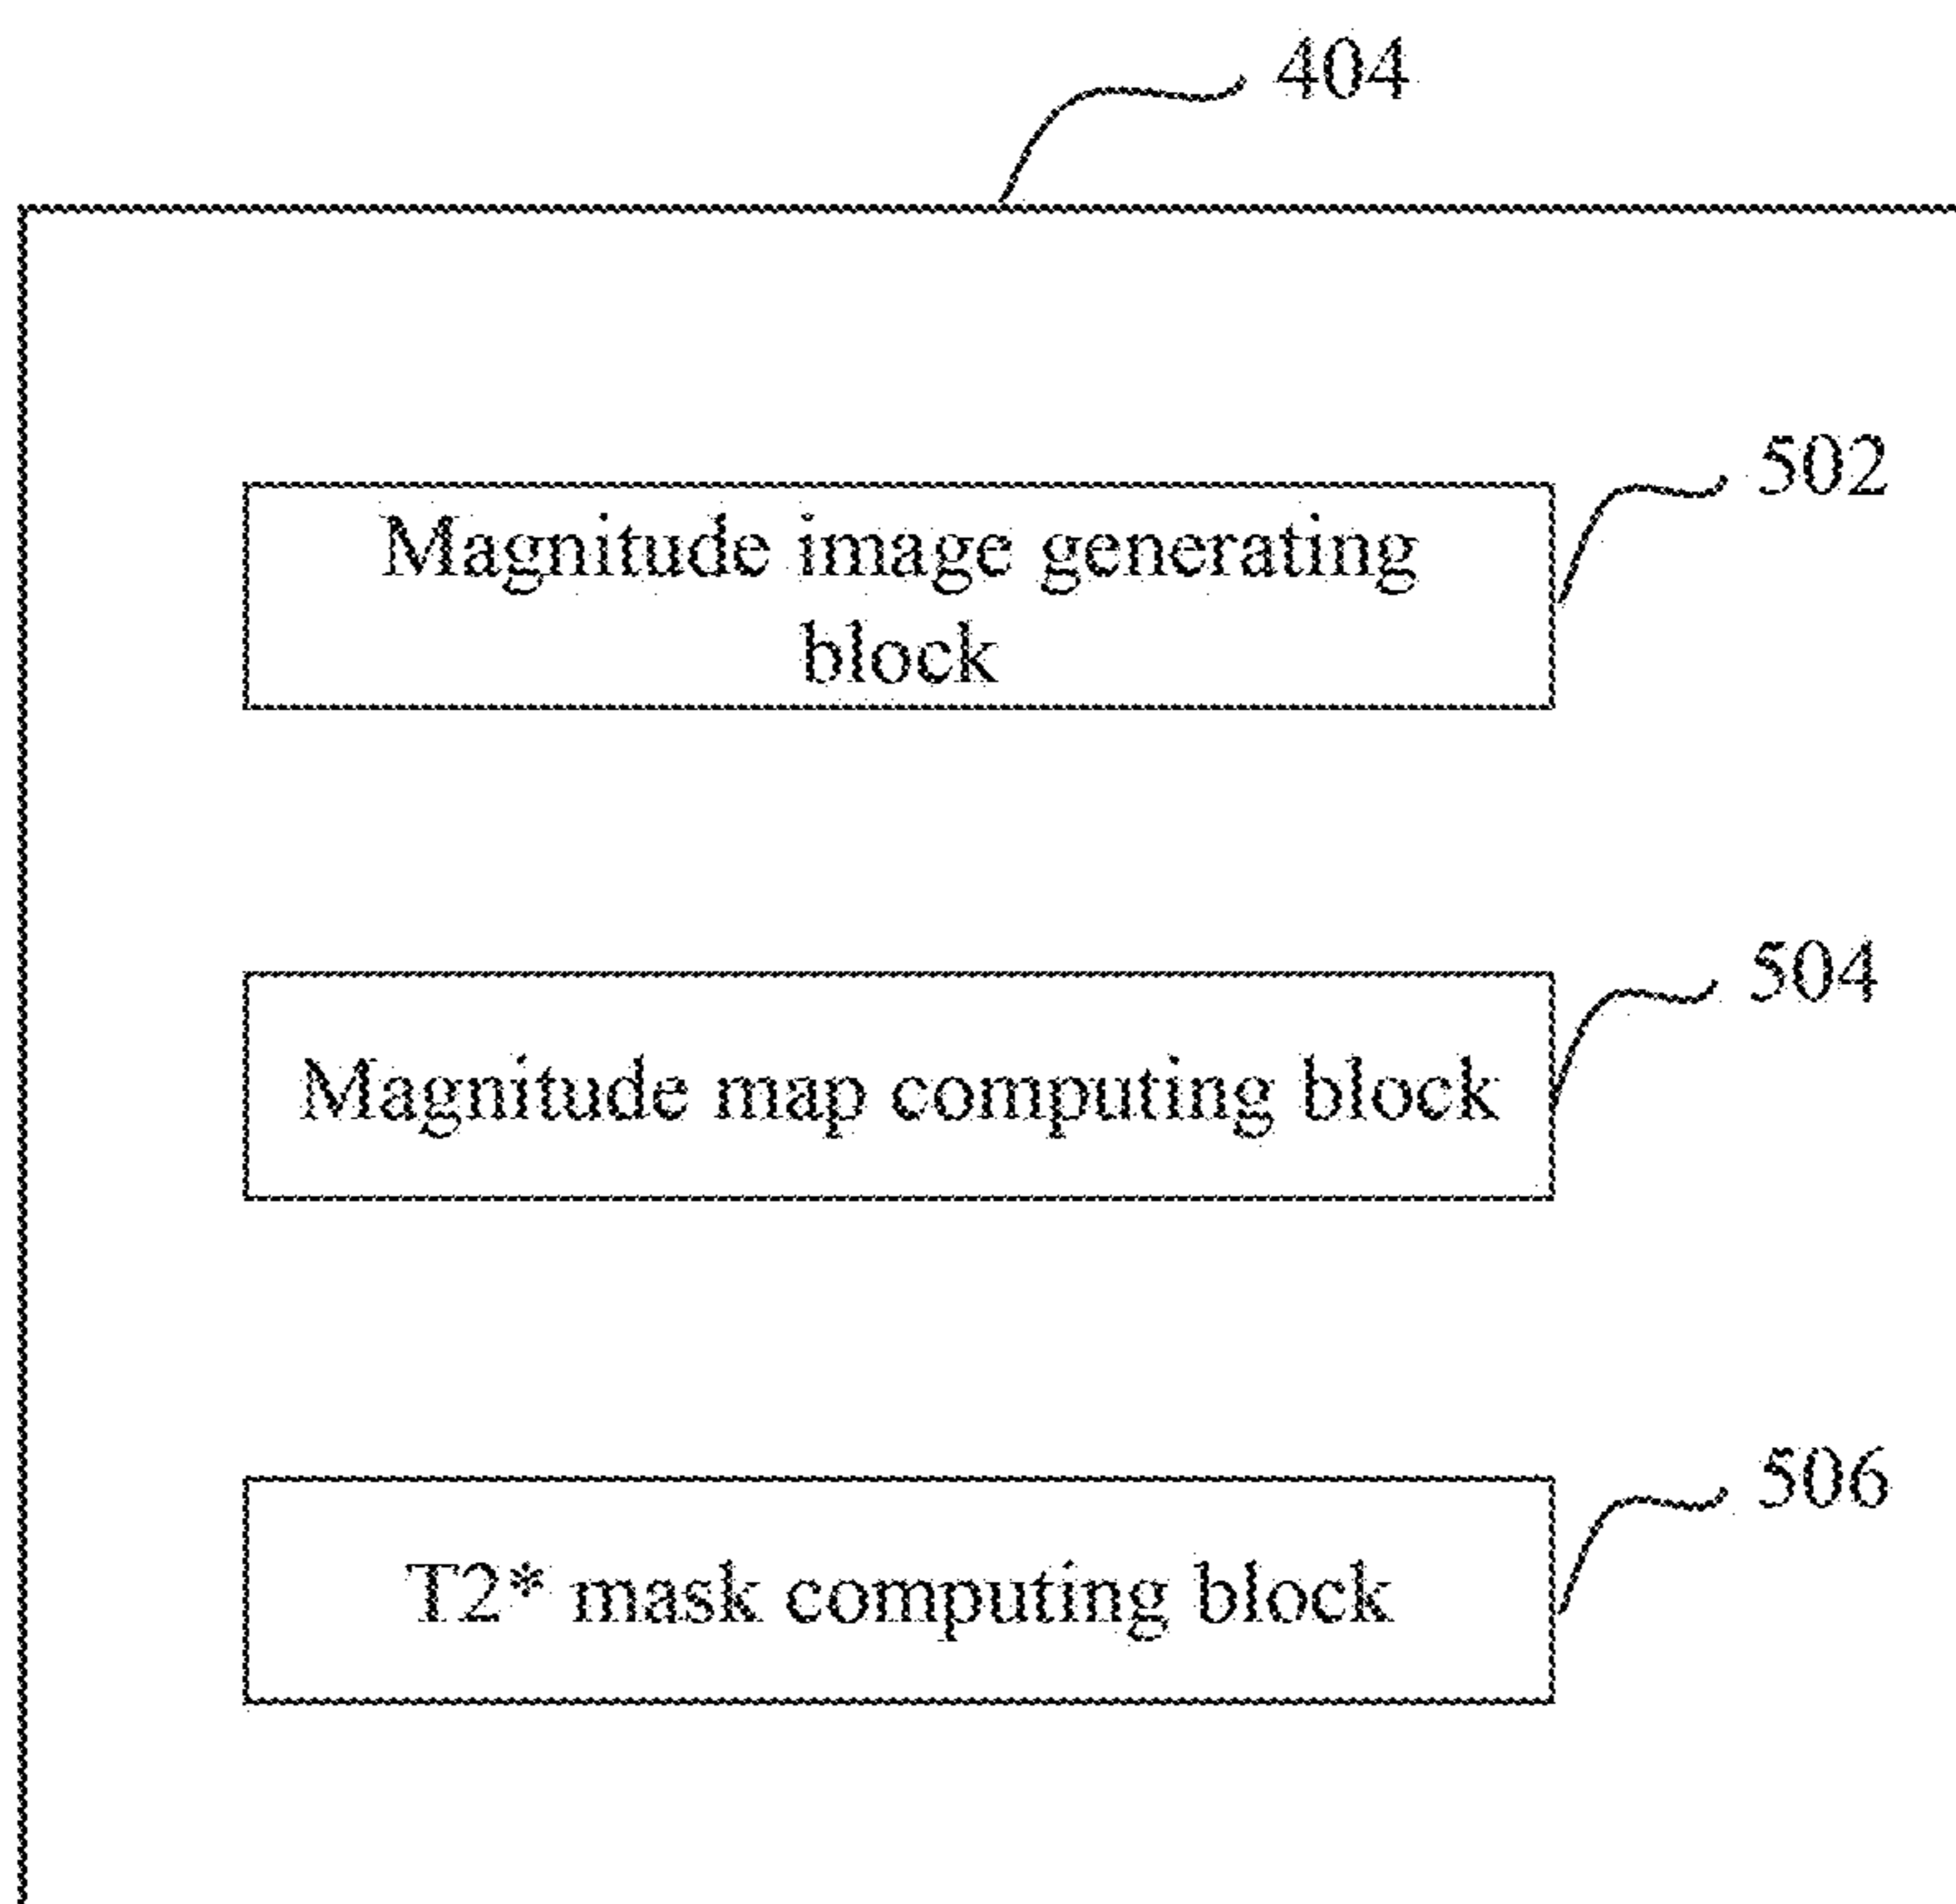 404
502
Magnitude image generating
block
504
Magnitude map computing block
506
T2* mask computing block